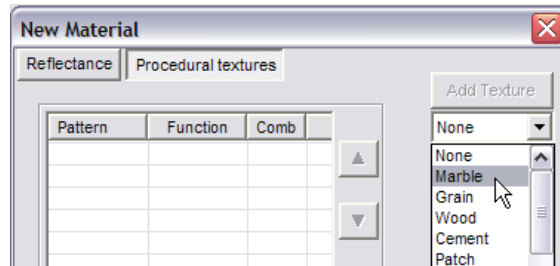 New Material
Reflectance Procedural textures
Add Texture
Pattern Function Comb None
None
Marble
Grain
Wood
Cement
Patch